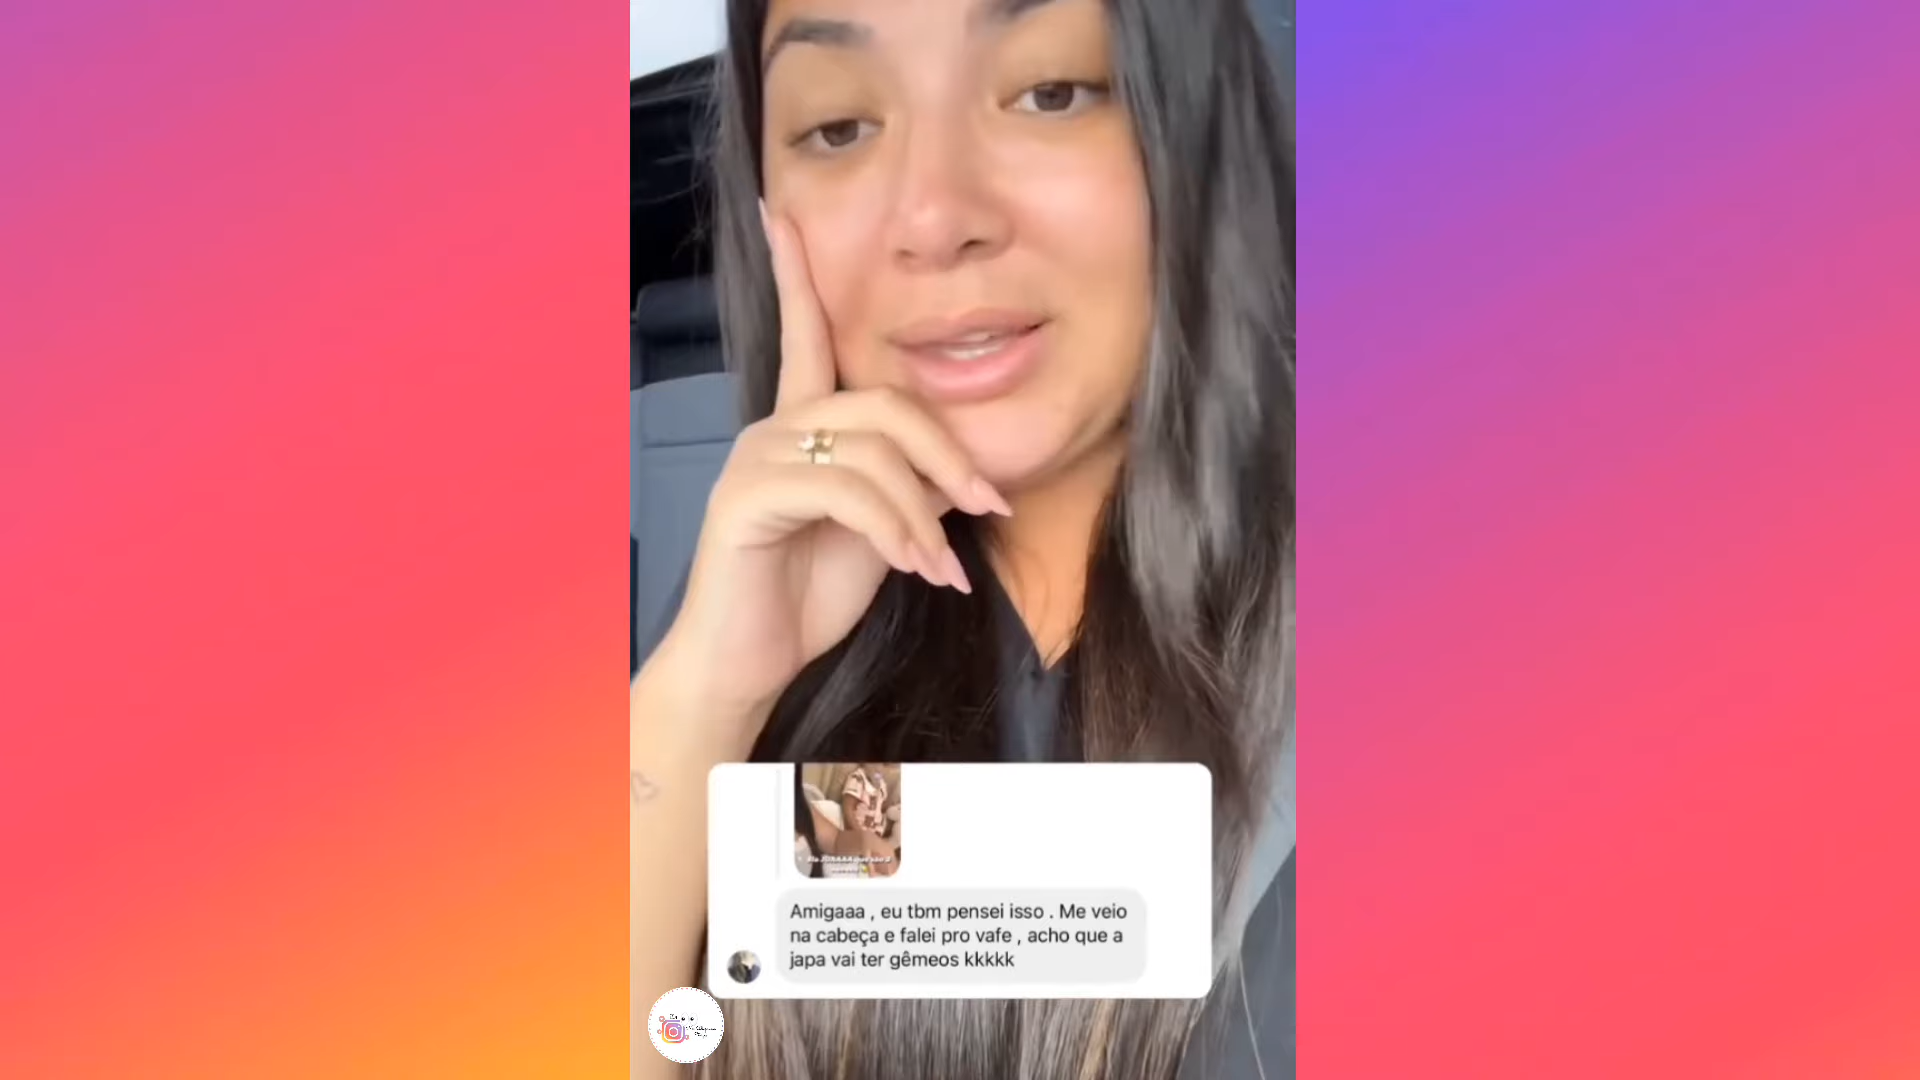 Amigaaa , eu tbm pensei isso . Me veio
na cabeça e falei pro vafe , acho que a
japa vai ter gêmeos kkkkk